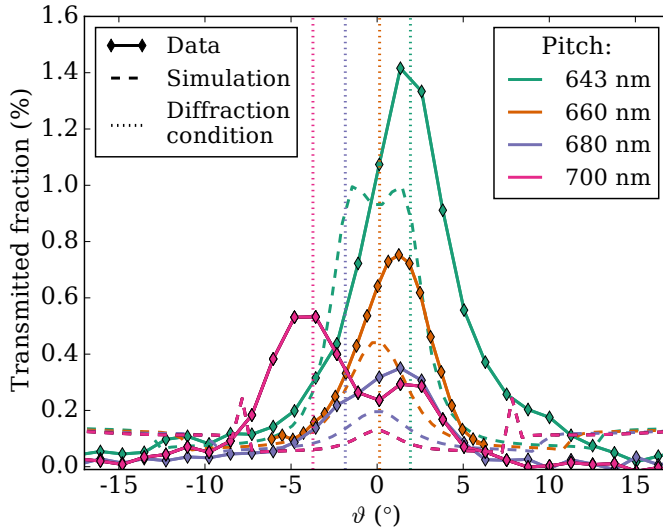 1.6
1.4
1.2
1.0
0.8
0.6
0.4
0.2
0.0
Transmitted fraction (%)
Data
Simulation
Diffraction
condition
Pitch:
643 nm
660 nm
680 nm
700 nm
-15 -10 -5 0 5 10 15
ϑ (°)